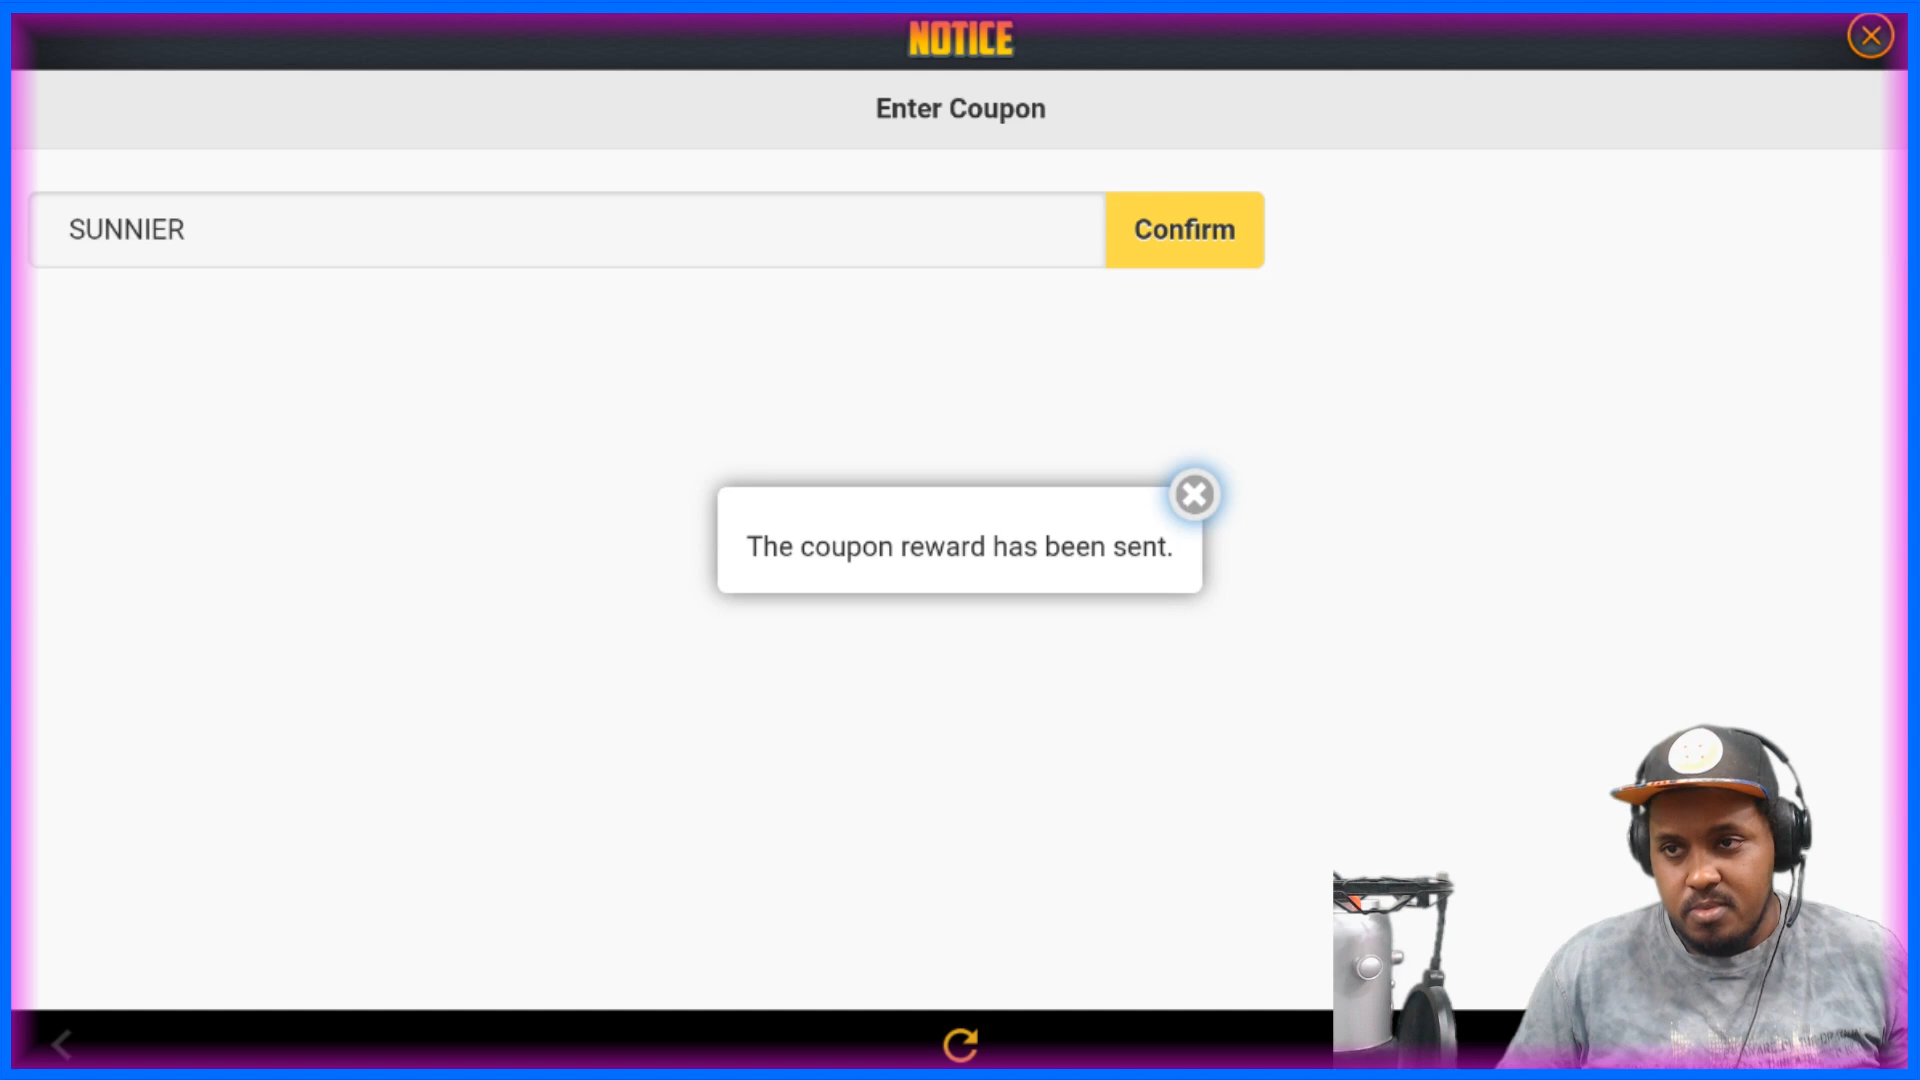 NOTICE
Enter Coupon
SUNNIER
Confirm
The coupon reward has been sent.